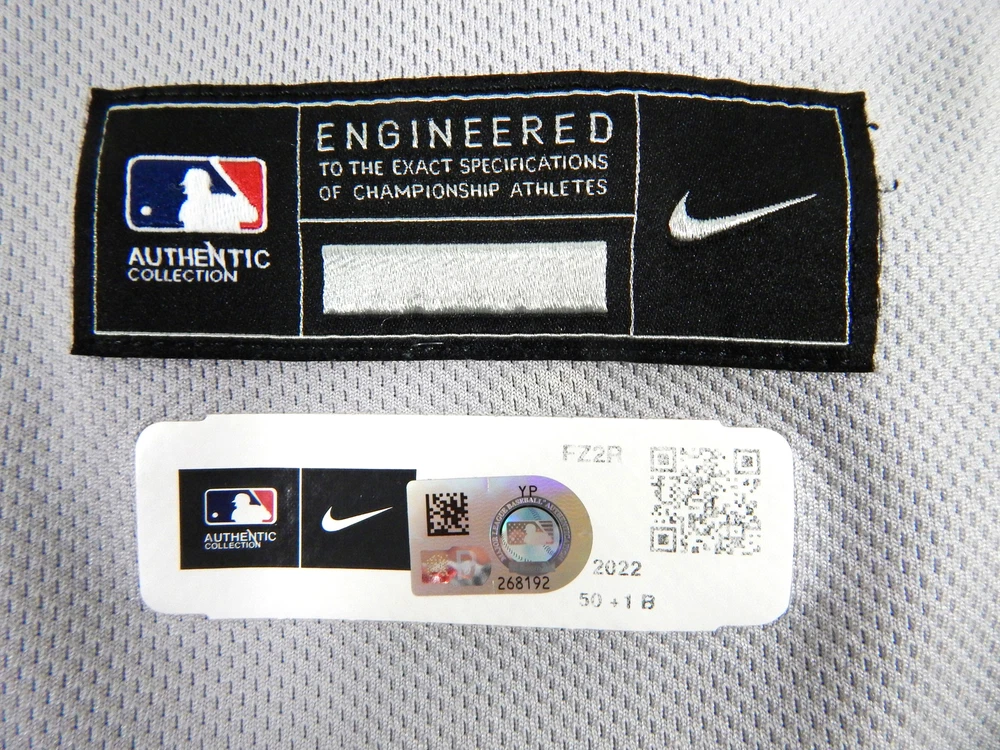 ENGINEERED
TO THE EXACT SPECIFICATIONS
OF CHAMPIONSHIP ATHLETES
AUTHENTIC
COLLECTION
FZ2R
YP
AUTHENTIC
COLLECTION
268192
2022
50 +1 B